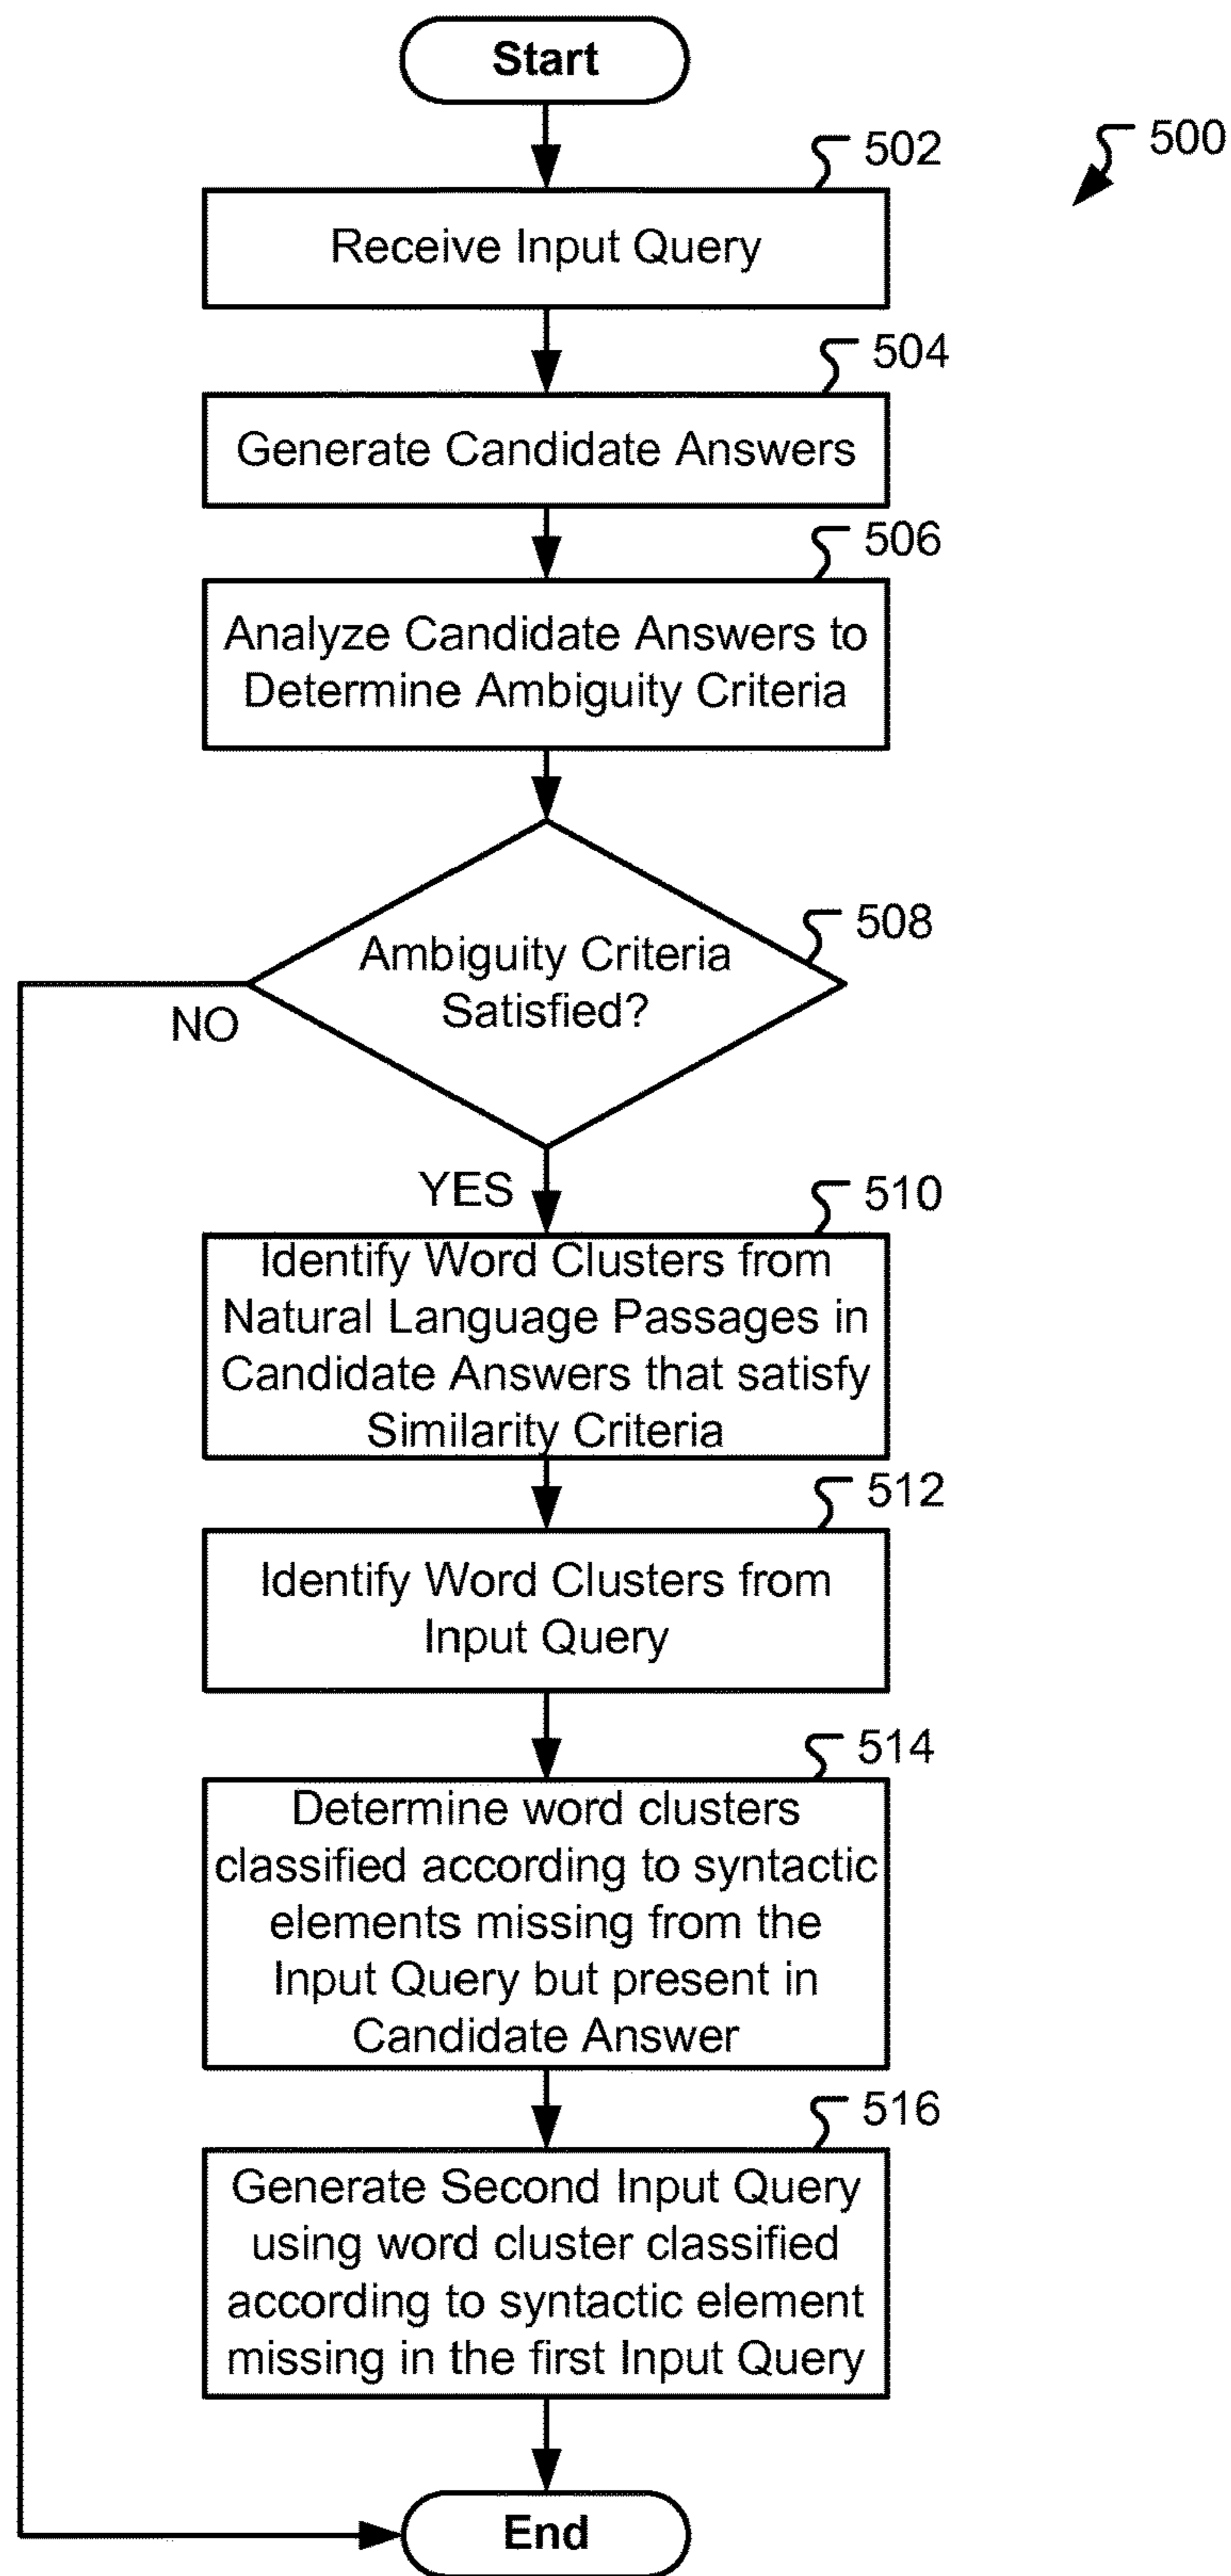 Start
500
502
Receive Input Query
504
Generate Candidate Answers
506
Analyze Candidate Answers to
Determine Ambiguity Criteria
508
Ambiguity Criteria
Satisfied?
NO
YES
510
Identify Word Clusters from
Natural Language Passages in
Candidate Answers that satisfy
Similarity Criteria
512
Identify Word Clusters from
Input Query
514
Determine word clusters
classified according to syntactic
elements missing from the
Input Query but present in
Candidate Answer
516
Generate Second Input Query
using word cluster classified
according to syntactic element
missing in the first Input Query
End